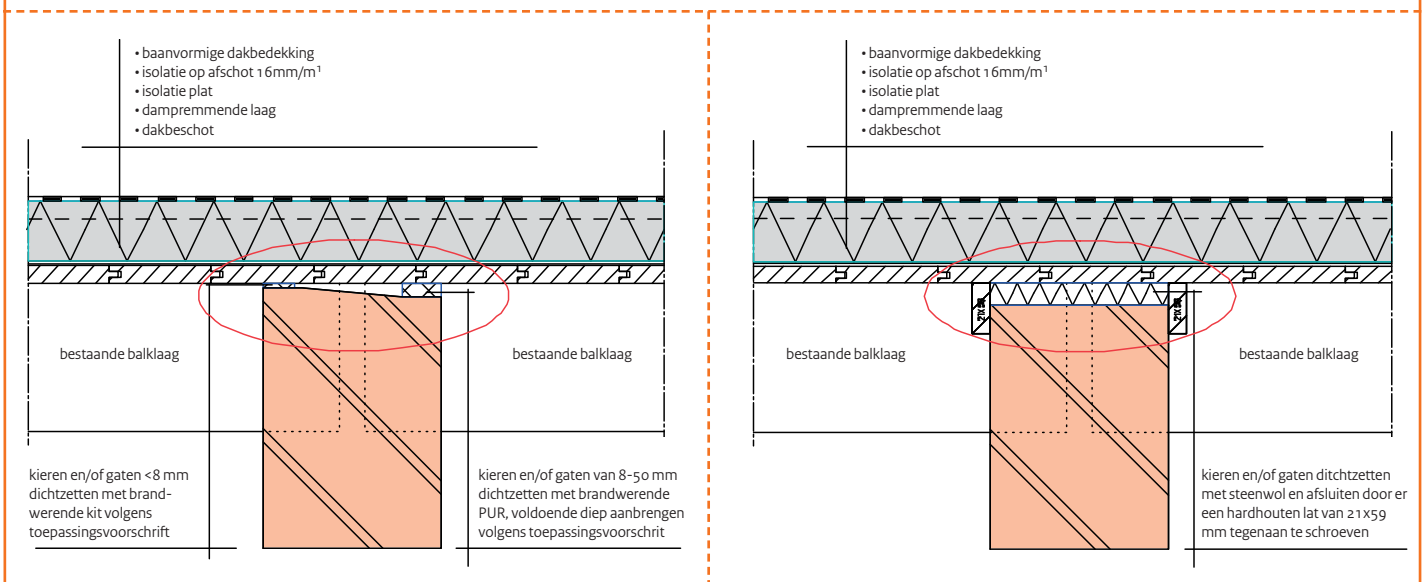 • baanvormige dakbedekking
• isolatie op afschot 16mm/m¹
• isolatie plat
• dampremmende laag
• dakbeschot
bestaande balklaag
bestaande balklaag
kieren en/of gaten <8 mm
dichtzetten met brand-
werende kit volgens
toepassingsvoorschrift
kieren en/of gaten van 8-50 mm
dichtzetten met brandwerende
PUR, voldoende diep aanbrengen
volgens toepassingsvoorschrit
• baanvormige dakbedekking
• isolatie op afschot 16mm/m¹
• isolatie plat
• dampremmende laag
• dakbeschot
21x59
21x59
bestaande balklaag
bestaande balklaag
kieren en/of gaten ditchtzetten
met steenwol en afsluiten door er
een hardhouten lat van 21x59
mm tegenaan te schroeven